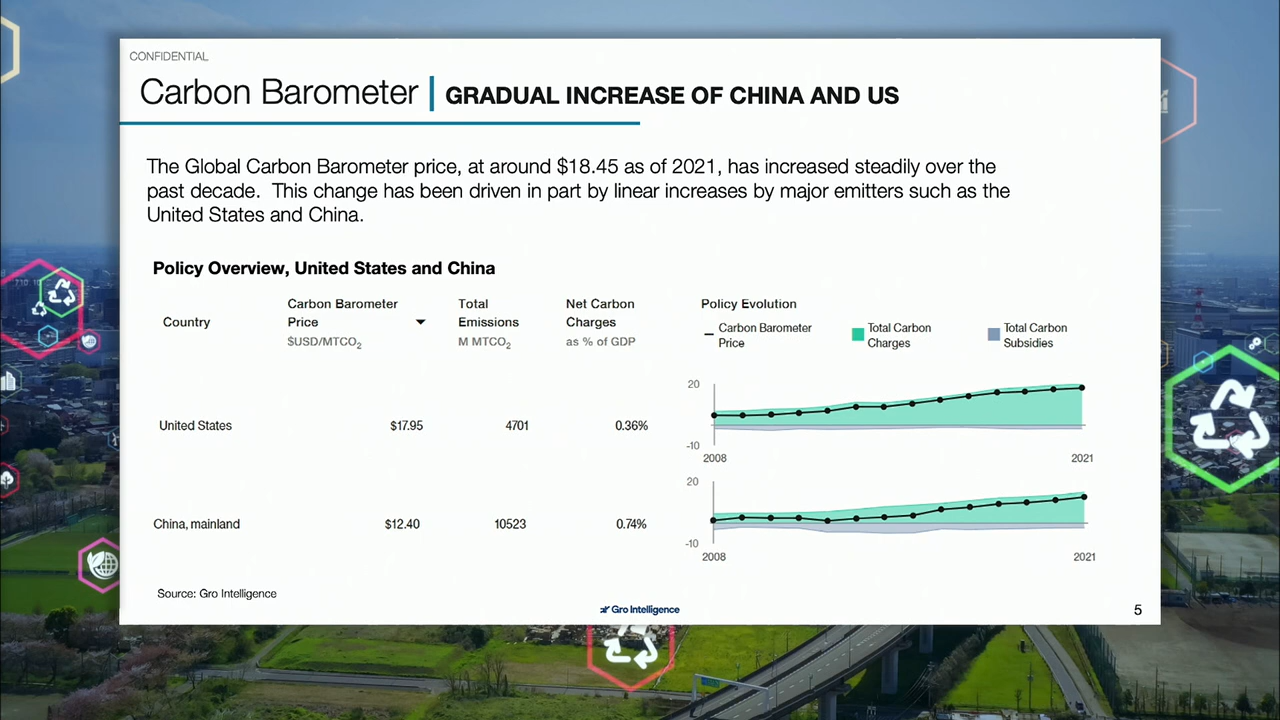 CONFIDENTIAL
Carbon Barometer | GRADUAL INCREASE OF CHINA AND US
The Global Carbon Barometer price, at around $18.45 as of 2021, has increased steadily over the
past decade. This change has been driven in part by linear increases by major emitters such as the
United States and China.
Policy Overview, United States and China
Country
Carbon Barometer
Price
$USD/MTCO₂
Total
Emissions
M MTCO₂
Net Carbon
Charges
as % of GDP
Policy Evolution
Carbon Barometer
Price
Total Carbon
Charges
Total Carbon
Subsidies
United States
$17.95
4701
0.36%
20
-10
2008
2021
China, mainland
$12.40
10523
0.74%
20
-10
2008
2021
Source: Gro Intelligence
Gro Intelligence
5